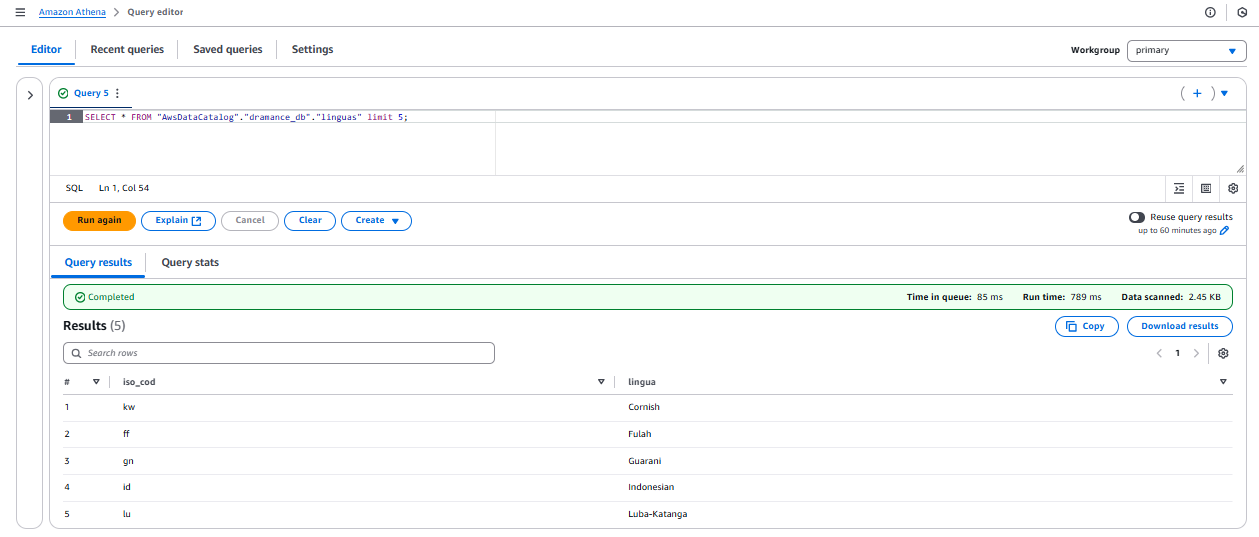 Amazon Athena > Query editor
Editor Recent queries Saved queries Settings Workgroup primary
Query 5
1 SELECT * FROM "AwsDataCatalog"."dramance_db"."linguas" limit 5;
SQL Ln 1, Col 54
Run again Explain Cancel Clear Create Reuse query results
up to 60 minutes ago
Query results Query stats
Completed Time in queue: 85 ms Run time: 789 ms Data scanned: 2.45 KB
Results (5) Copy Download results
Search rows 1
# iso_cod lingua
1 kw Cornish
2 ff Fulah
3 gn Guarani
4 id Indonesian
5 lu Luba-Katanga